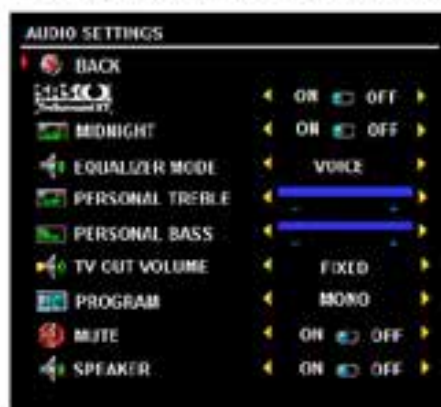 AUDIO SETTINGS
BACK
SRS
ON OFF
MIDNIGHT ON OFF
EQUALIZER MODE VOICE
PERSONAL TREBLE
- +
PERSONAL BASS
- +
TV OUT VOLUME FIXED
PROGRAM MONO
MUTE ON OFF
SPEAKER ON OFF